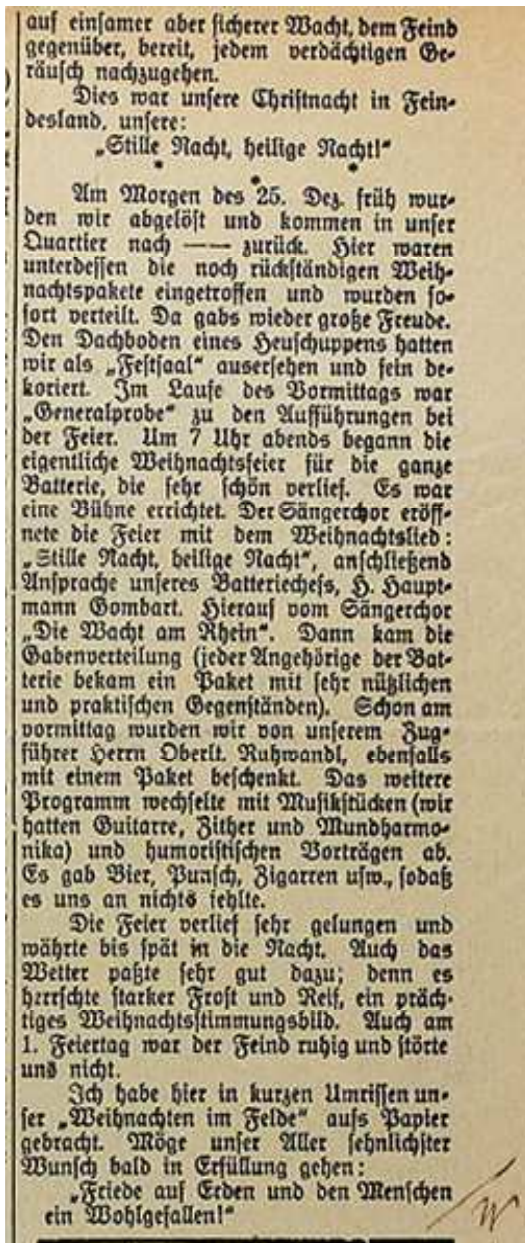 auf einsamer aber sicherer Wacht, dem Feind
gegenüber, bereit, jedem verdächtigen Ge-
räusch nachzugehen.
Dies war unsere Christnacht in Fein-
desland, unsere:
„Stille Nacht, heilige Nacht!“
* * *
Am Morgen des 25. Dez. früh wur-
den wir abgelöst und kommen in unser
Quartier nach —— zurück. Hier waren
unterdessen die noch rückständigen Weih-
nachtspakete eingetroffen und wurden so-
fort verteilt. Da gabs wieder große Freude.
Den Dachboden eines Heuschuppens hatten
wir als „Festsaal“ ausersehen und fein de-
koriert. Im Laufe des Vormittags war
„Generalprobe“ zu den Aufführungen bei
der Feier. Um 7 Uhr abends begann die
eigentliche Weihnachtsfeier für die ganze
Batterie, die sehr schön verlief. Es war
eine Bühne errichtet. Der Sängerchor eröff-
nete die Feier mit dem Weihnachtslied:
„Stille Nacht, heilige Nacht“, anschließend
Ansprache unseres Batteriechefs, H. Haupt-
mann Gombart. Hierauf vom Sängerchor
„Die Wacht am Rhein“. Dann kam die
Gabenverteilung (jeder Angehörige der Bat-
terie bekam ein Paket mit sehr nützlichen
und praktischen Gegenständen). Schon am
vormittag wurden wir von unserem Zug-
führer Herrn Oberlt. Ruhwandl, ebenfalls
mit einem Paket beschenkt. Das weitere
Programm wechselte mit Musikstücken (wir
hatten Guitarre, Zither und Mundharmo-
nika) und humoristischen Vorträgen ab.
Es gab Bier, Punsch, Zigarren usw., sodaß
es uns an nichts fehlte.
Die Feier verlief sehr gelungen und
währte bis spät in die Nacht. Auch das
Wetter paßte sehr gut dazu; denn es
herrschte starker Frost und Reif, ein präch-
tiges Weihnachtsstimmungsbild. Auch am
1. Feiertag war der Feind ruhig und störte
uns nicht.
Ich habe hier in kurzen Umrissen un-
ser „Weihnachten im Felde“ aufs Papier
gebracht. Möge unser Aller sehnlichster
Wunsch bald in Erfüllung gehen:
„Friede auf Erden und den Menschen
ein Wohlgefallen!“